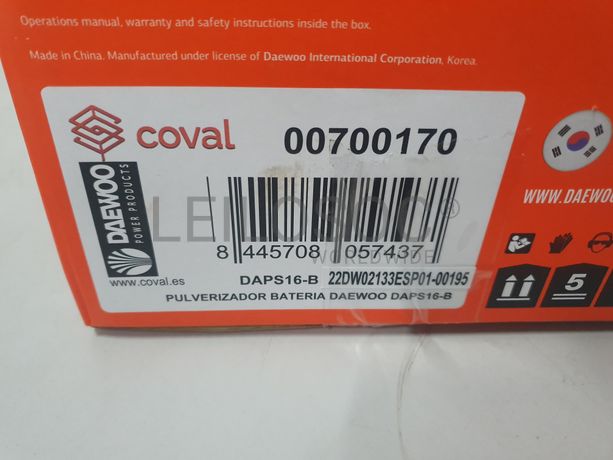 Operations manual, warranty and safety instructions inside the box.
Made in China. Manufactured under license of Daewoo International Corporation, Korea.
coval
00700170
DAEWOO
POWER PRODUCTS
LEILOSOC®
WORLDWIDE
8 445708 057437
www.coval.es
DAPS16-B 22DW02133ESP01-00195
PULVERIZADOR BATERIA DAEWOO DAPS16-B
WWW.DAEWOO
5